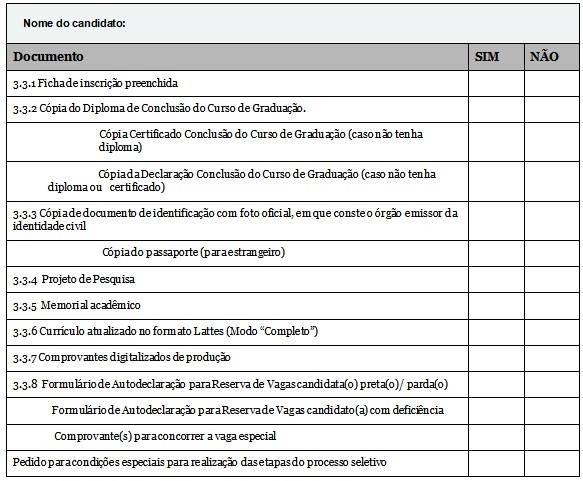 Nome do candidato:
Documento SIM NÃO
3.3.1 Ficha de inscrição preenchida
3.3.2 Cópia do Diploma de Conclusão do Curso de Graduação.
Cópia Certificado Conclusão do Curso de Graduação (caso não tenha
diploma)
Cópia da Declaração Conclusão do Curso de Graduação (caso não tenha
diploma ou certificado)
3.3.3 Cópia de documento de identificação com foto oficial, em que conste o órgão emissor da
identidade civil
Cópia do passaporte (para estrangeiro)
3.3.4 Projeto de Pesquisa
3.3.5 Memorial acadêmico
3.3.6 Currículo atualizado no formato Lattes (Modo “Completo”)
3.3.7 Comprovantes digitalizados de produção
3.3.8 Formulário de Autodeclaração para Reserva de Vagas candidata(o) preta(o)/ parda(o)
Formulário de Autodeclaração para Reserva de Vagas candidato(a) com deficiência
Comprovante(s) para concorrer a vaga especial
Pedido para condições especiais para realização das etapas do processo seletivo